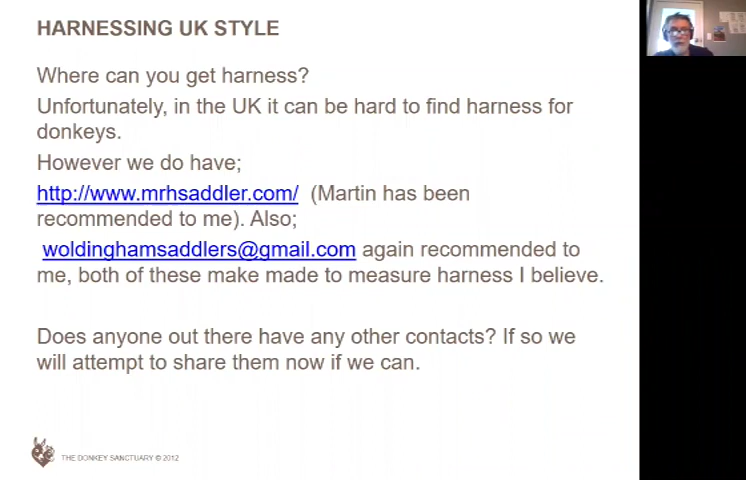 HARNESSING UK STYLE
Where can you get harness?
Unfortunately, in the UK it can be hard to find harness for
donkeys.
However we do have;
http://www.mrhsaddler.com/ (Martin has been
recommended to me). Also;
woldinghamsaddlers@gmail.com again recommended to
me, both of these make made to measure harness I believe.
Does anyone out there have any other contacts? If so we
will attempt to share them now if we can.
THE DONKEY SANCTUARY © 2012